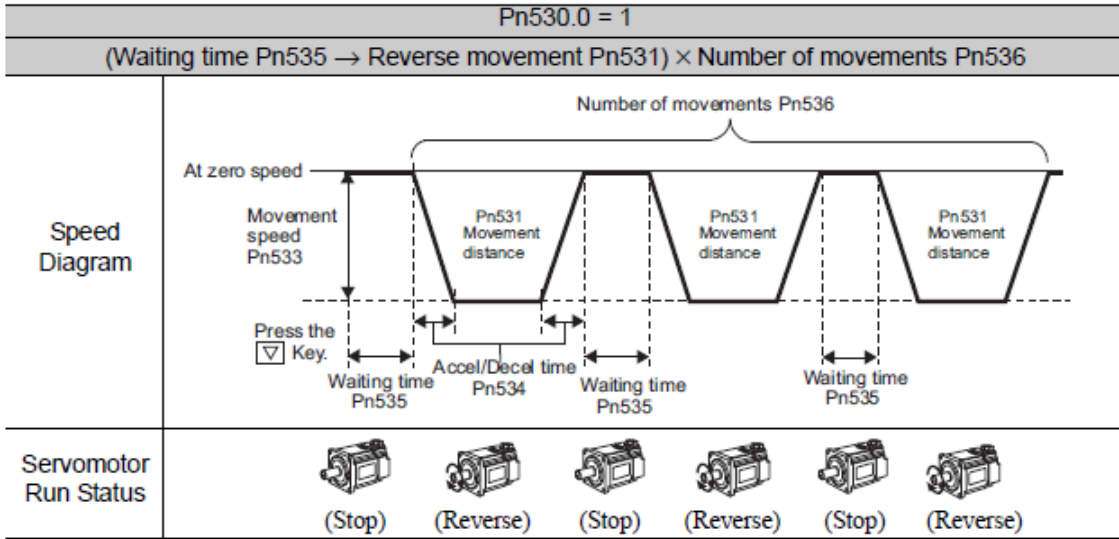 Pn530.0 = 1
(Waiting time Pn535 → Reverse movement Pn531) × Number of movements Pn536
Number of movements Pn536
At zero speed
Speed
Diagram
Movement
speed
Pn533
Pn531
Movement
distance
Pn531
Movement
distance
Pn531
Movement
distance
Press the
▽ Key.
Waiting time
Pn535
Accel/Decel time
Pn534
Waiting time
Pn535
Waiting time
Pn535
Servomotor
Run Status
(Stop) (Reverse) (Stop) (Reverse) (Stop) (Reverse)